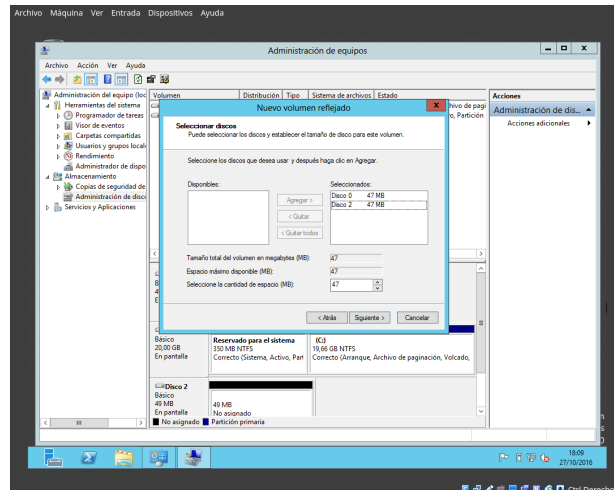 Archivo Máquina Ver Entrada Dispositivos Ayuda
Administración de equipos
Archivo Acción Ver Ayuda
Administración del equipo (loc
Herramientas del sistema
Programador de tareas
Visor de eventos
Carpetas compartidas
Usuarios y grupos locale
Rendimiento
Administrador de dispo
Almacenamiento
Copias de seguridad de
Administración de disco
Servicios y Aplicaciones
Volumen Distribución Tipo Sistema de archivos Estado
hivo de pagi
o, Partición
Acciones
Administración de dis...
Acciones adicionales
Nuevo volumen reflejado
Seleccionar discos
Puede seleccionar los discos y establecer el tamaño de disco para este volumen.
Seleccione los discos que desea usar y después haga clic en Agregar.
Disponibles:
Seleccionados:
Disco 0 47 MB
Disco 2 47 MB
Agregar >
< Quitar
< Quitar todos
Tamaño total del volumen en megabytes (MB): 47
Espacio máximo disponible (MB): 47
Seleccione la cantidad de espacio (MB): 47
< Atrás Siguiente > Cancelar
Básico
20,00 GB
En pantalla
Reservado para el sistema
350 MB NTFS
Correcto (Sistema, Activo, Part
(C:)
19,66 GB NTFS
Correcto (Arranque, Archivo de paginación, Volcado,
Disco 2
Básico
49 MB
En pantalla
49 MB
No asignado
No asignado Partición primaria
18:09
27/10/2016
Ctrl Derecho